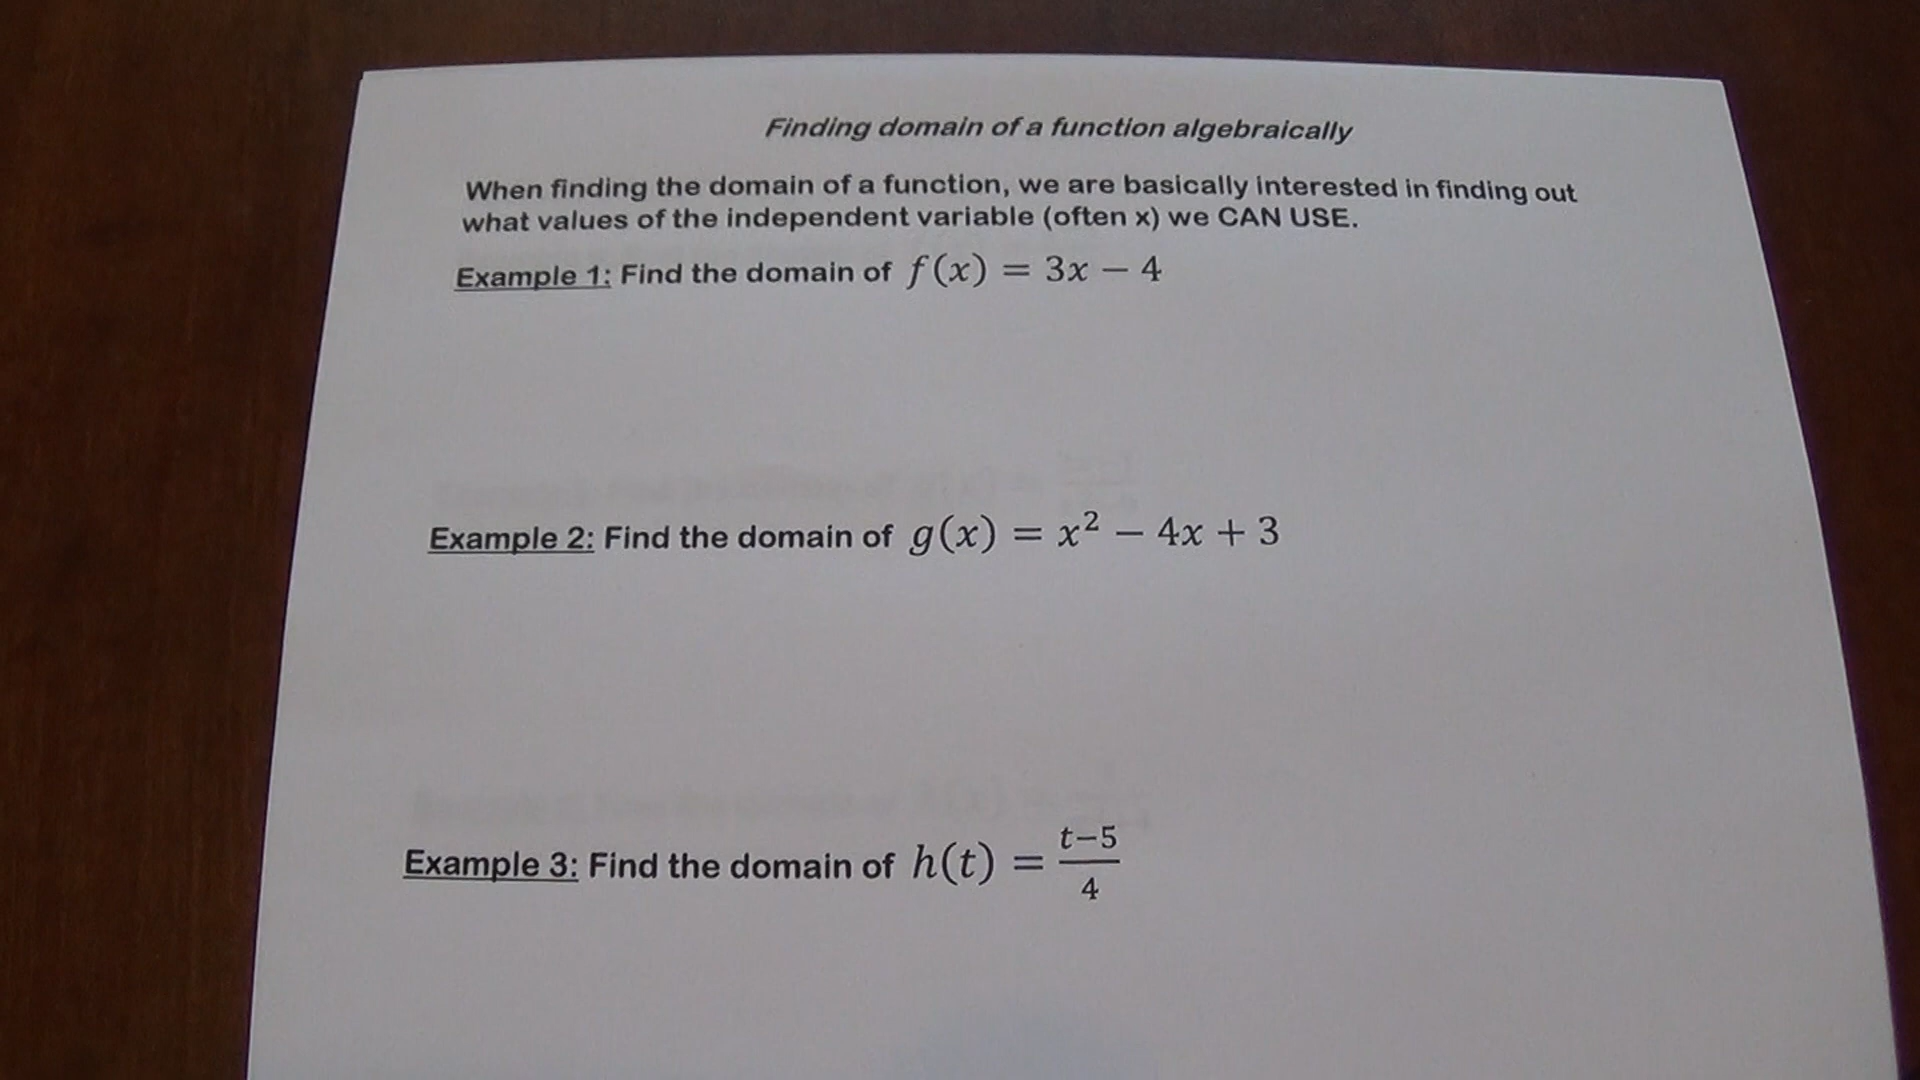 Finding domain of a function algebraically
When finding the domain of a function, we are basically interested in finding out
what values of the independent variable (often x) we CAN USE.
Example 1: Find the domain of f(x) = 3x − 4
Example 2: Find the domain of g(x) = x² − 4x + 3
Example 3: Find the domain of h(t) = \frac{t−5}{4}